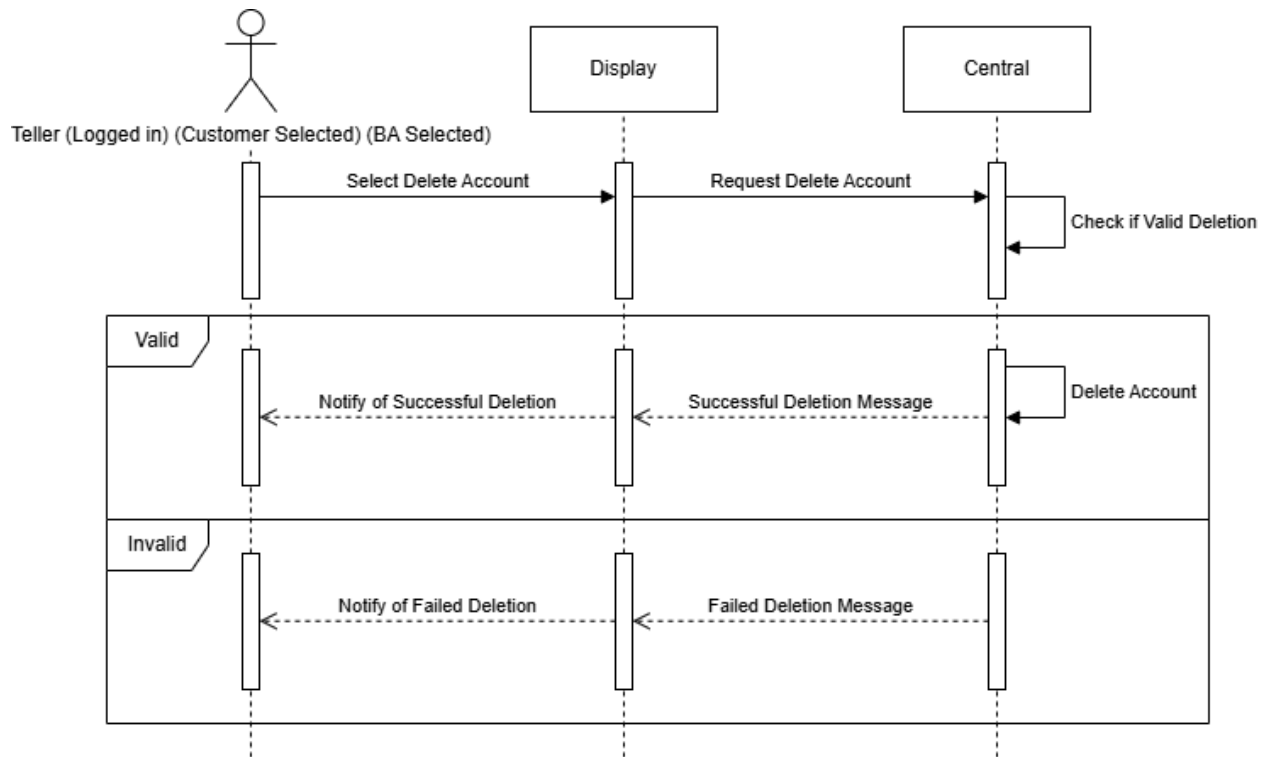 Display
Central
Teller (Logged in) (Customer Selected) (BA Selected)
Select Delete Account
Request Delete Account
Check if Valid Deletion
Valid
Notify of Successful Deletion
Successful Deletion Message
Delete Account
Invalid
Notify of Failed Deletion
Failed Deletion Message